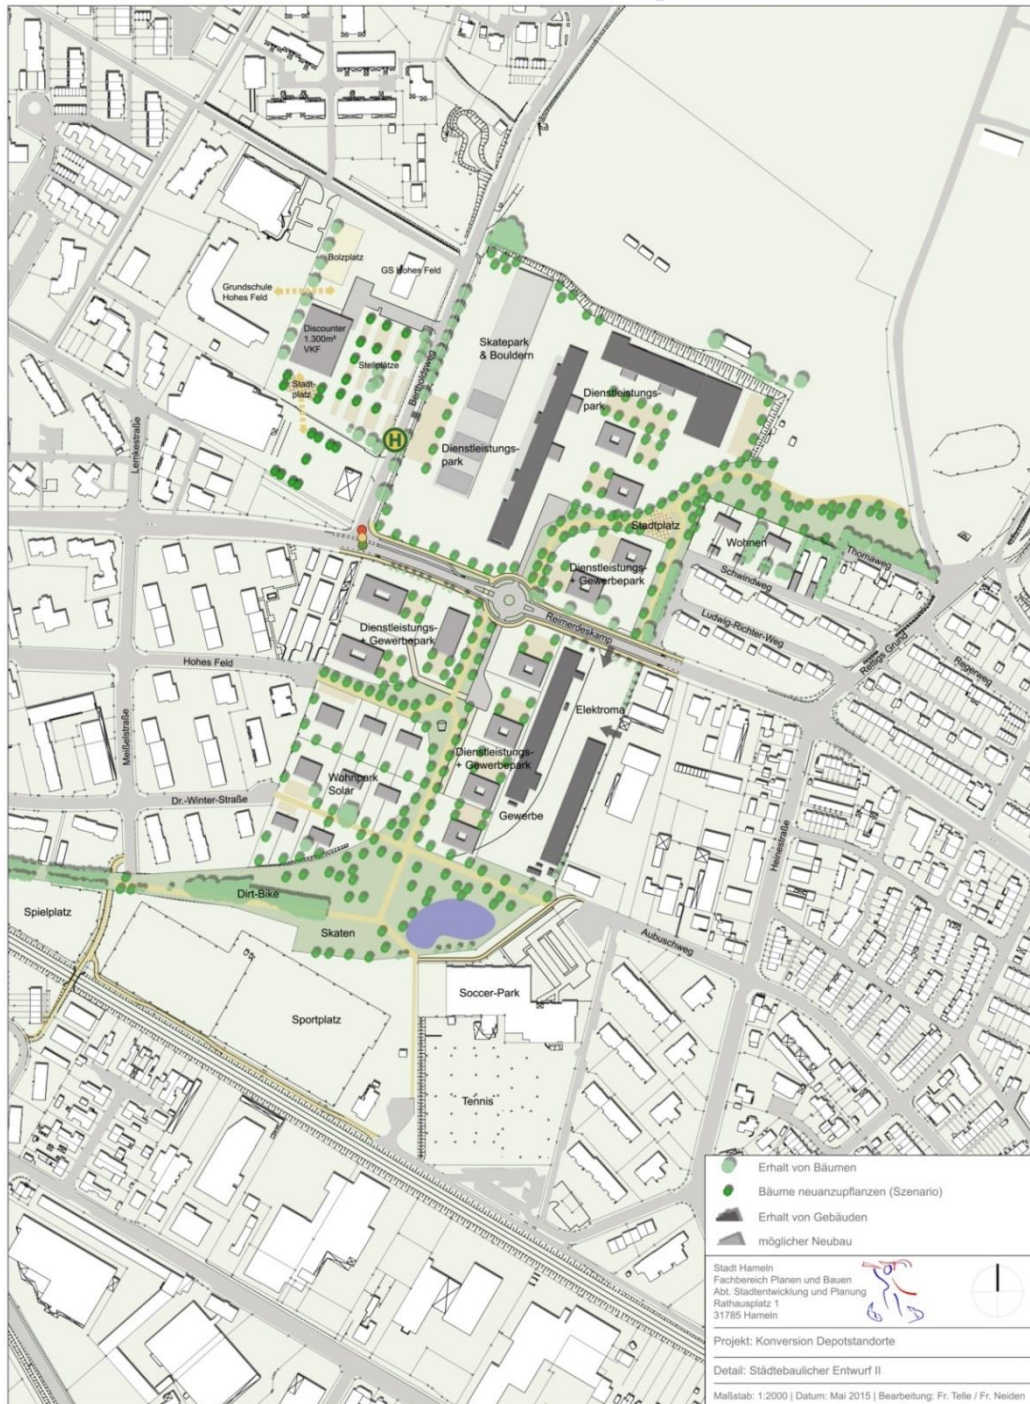 Bolzplatz
GS Hohes Feld
Grundschule
Hohes Feld
Discounter
1.300m²
VKF
Stellplätze
Stadt-
platz
Bertholdsweg
H
Skatepark
& Bouldern
Dienstleistungs-
park
Dienstleistungs-
park
Lemkestraße
Stadtplatz
Wohnen
Thomaweg
Schwindweg
Ludwig-Richter-Weg
Dienstleistungs-
+ Gewerbepark
Reimerdeskamp
Rettigs Grund
Regerweg
Dienstleistungs-
+ Gewerbepark
Hohes Feld
Meißelstraße
Elektroma
Dienstleistungs-
+ Gewerbepark
Wohnpark
Solar
Dr.-Winter-Straße
Gewerbe
Heinestraße
Dirt-Bike
Spielplatz
Skaten
Aubuschweg
Soccer-Park
Sportplatz
Tennis
Erhalt von Bäumen
Bäume neuanzupflanzen (Szenario)
Erhalt von Gebäuden
möglicher Neubau
Stadt Hameln
Fachbereich Planen und Bauen
Abt. Stadtentwicklung und Planung
Rathausplatz 1
31785 Hameln
Projekt: Konversion Depotstandorte
Detail: Städtebaulicher Entwurf II
Maßstab: 1:2000 | Datum: Mai 2015 | Bearbeitung: Fr. Telle / Fr. Neiden